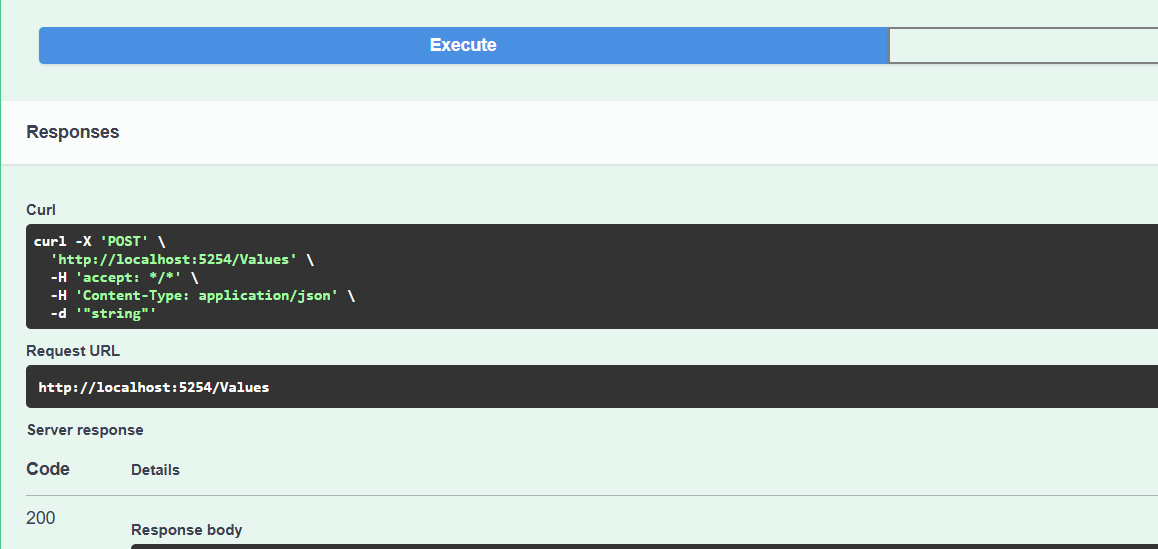 Execute
Responses
Curl
curl -X 'POST' \
'http://localhost:5254/Values' \
-H 'accept: */*' \
-H 'Content-Type: application/json' \
-d '"string"'
Request URL
http://localhost:5254/Values
Server response
Code Details
200
Response body